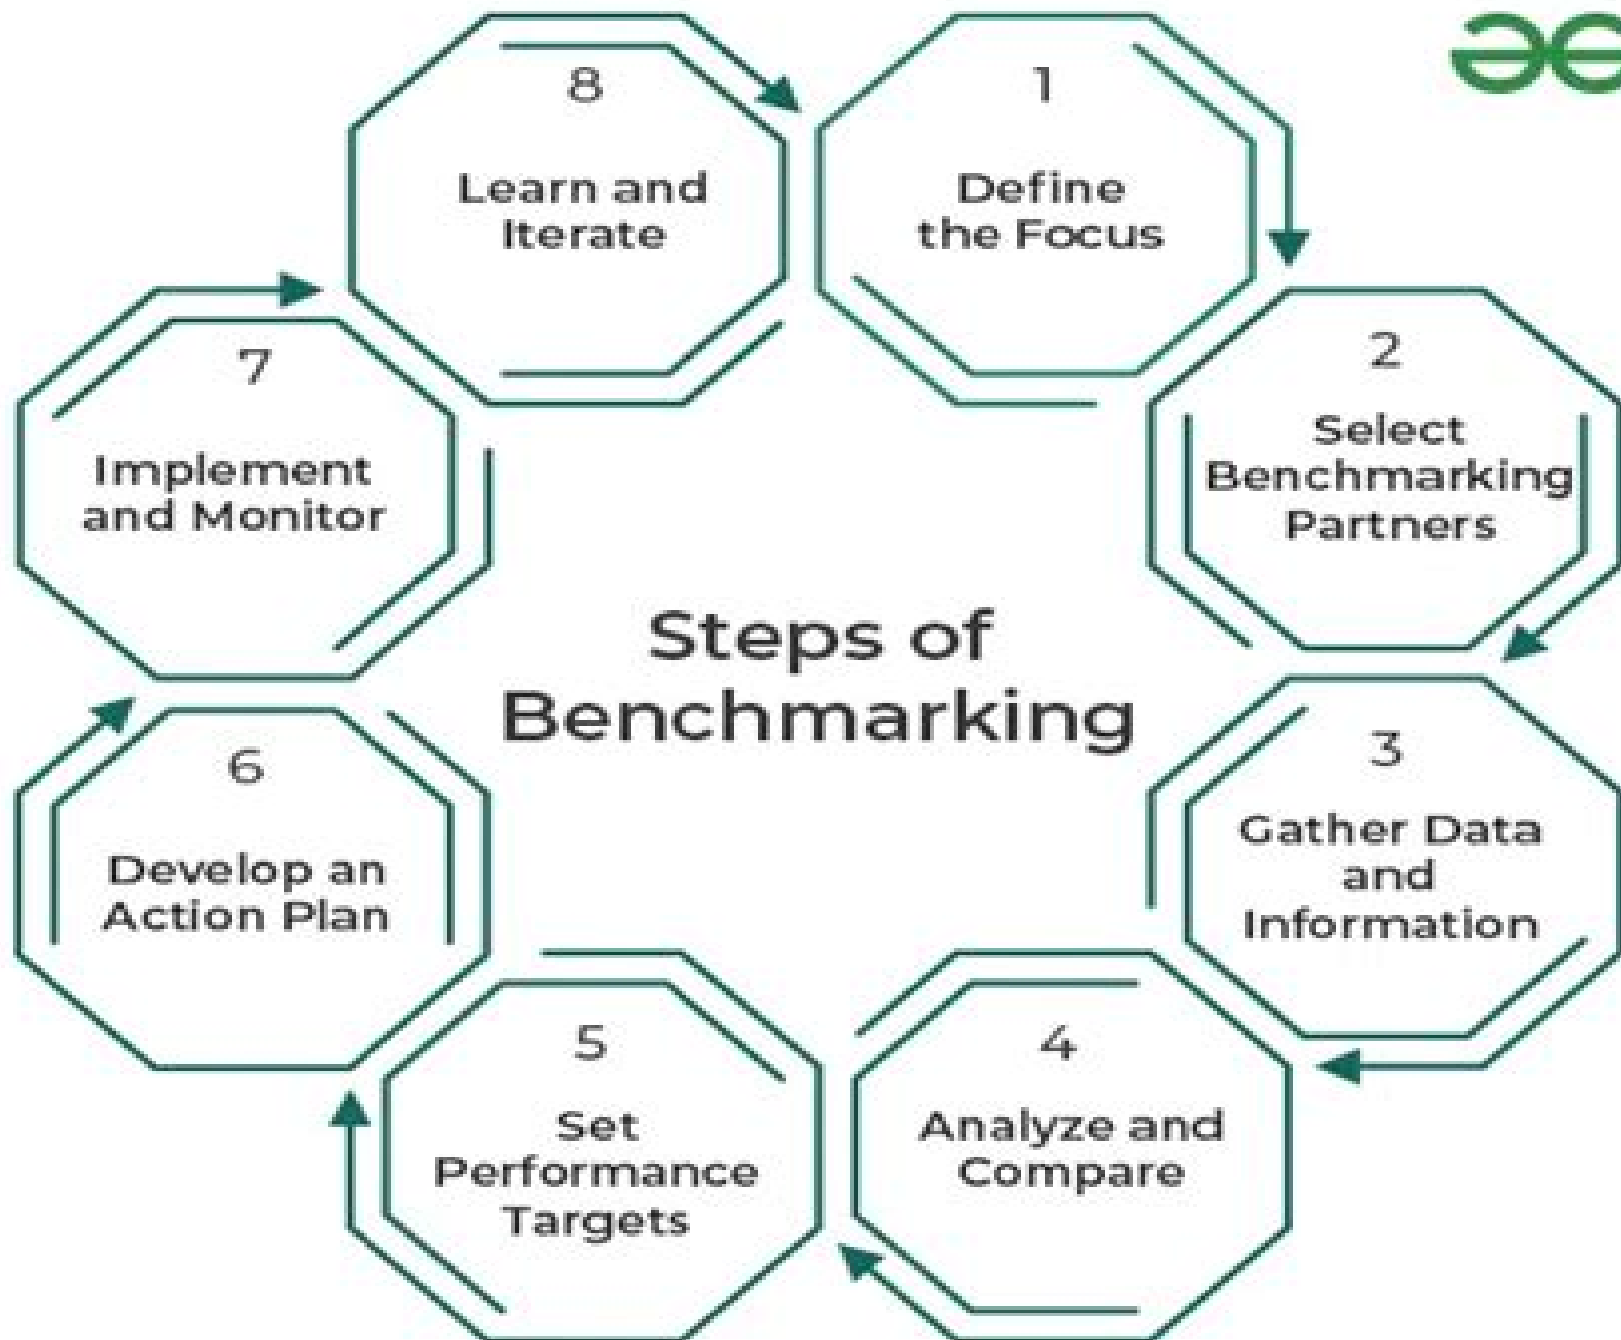 8
Learn and
Iterate
1
Define
the Focus
2
Select
Benchmarking
Partners
7
Implement
and Monitor
Steps of
Benchmarking
3
Gather Data
and
Information
6
Develop an
Action Plan
5
Set
Performance
Targets
4
Analyze and
Compare